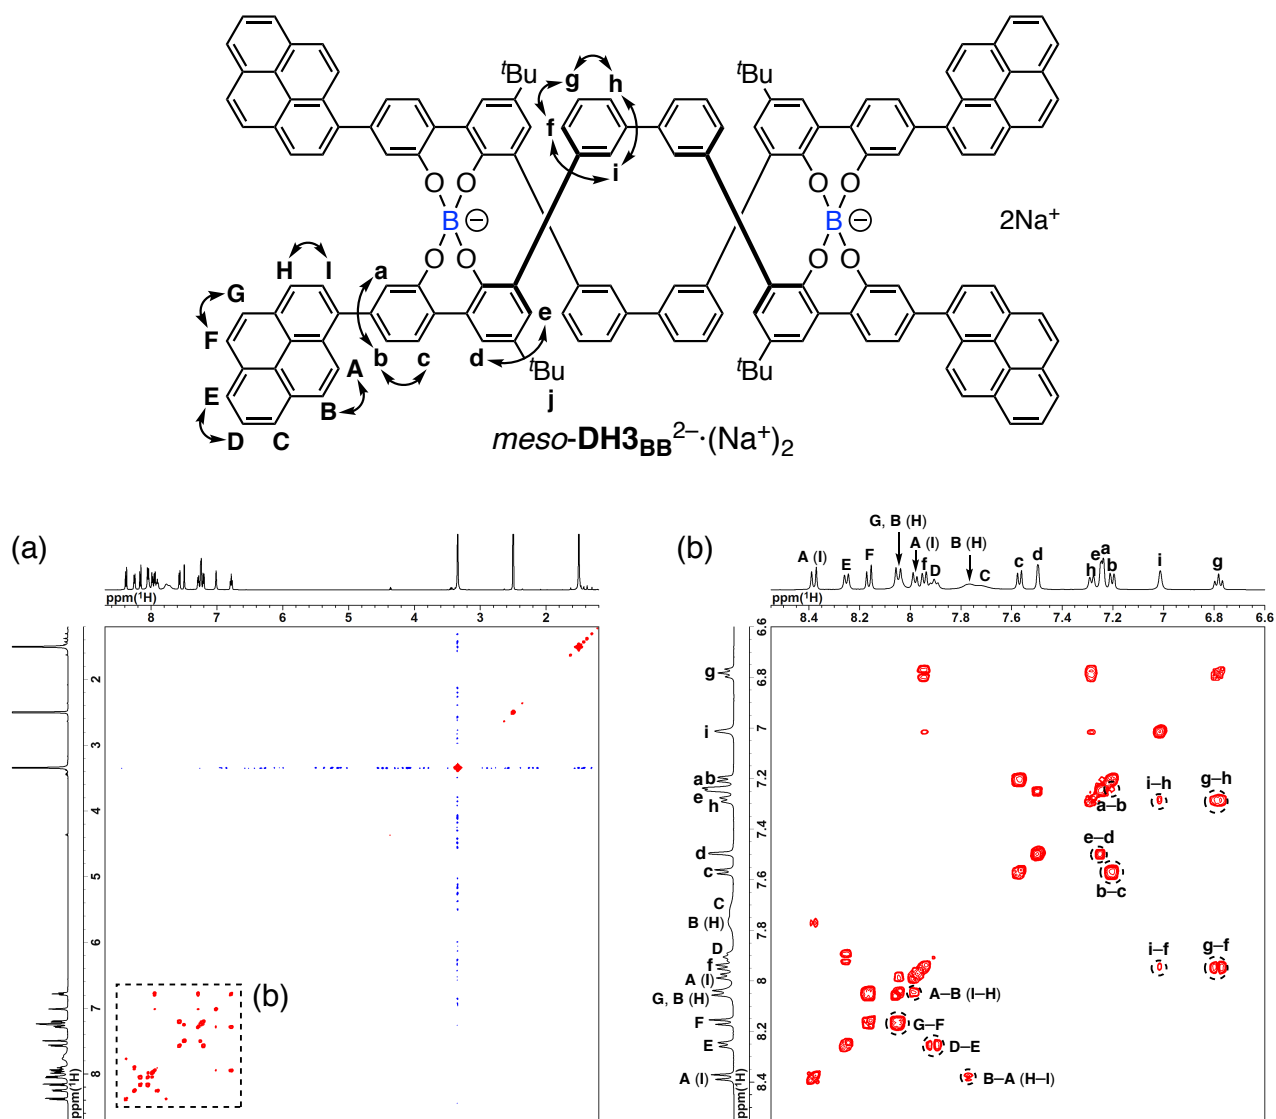 tBu
g
h
tBu
f
i
O
O
O
O
B
−
B
−
2Na+
O
O
O
O
H
I
a
G
e
F
b
c
d
A
tBu
tBu
E
B
j
D
C
meso-DH3BB2–·(Na+)2
(a)
(b)
G, B (H)
A (I)
B (H)
A (I)
E
F
f
D
C
c
d
h
e
a
b
i
g
ppm(1H)
8
7
6
5
4
3
2
ppm(1H)
8.4
8.2
8
7.8
7.6
7.4
7.2
7
6.8
6.6
2
3
4
5
6
7
8
ppm(1H)
(b)
6.6
6.8
7
7.2
7.4
7.6
7.8
8
8.2
8.4
ppm(1H)
g
i
a b
e
h
d
c
C
B (H)
D
f
A (I)
G, B (H)
F
E
A (I)
a–b
i–h
g–h
e–d
b–c
i–f
g–f
A–B (I–H)
G–F
D–E
B–A (H–I)